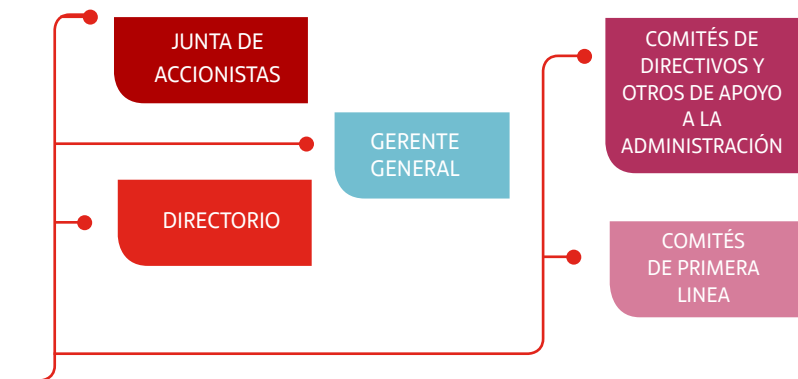 JUNTA DE
ACCIONISTAS
GERENTE
GENERAL
DIRECTORIO
COMITÉS DE
DIRECTIVOS Y
OTROS DE APOYO
A LA
ADMINISTRACIÓN
COMITÉS
DE PRIMERA
LINEA